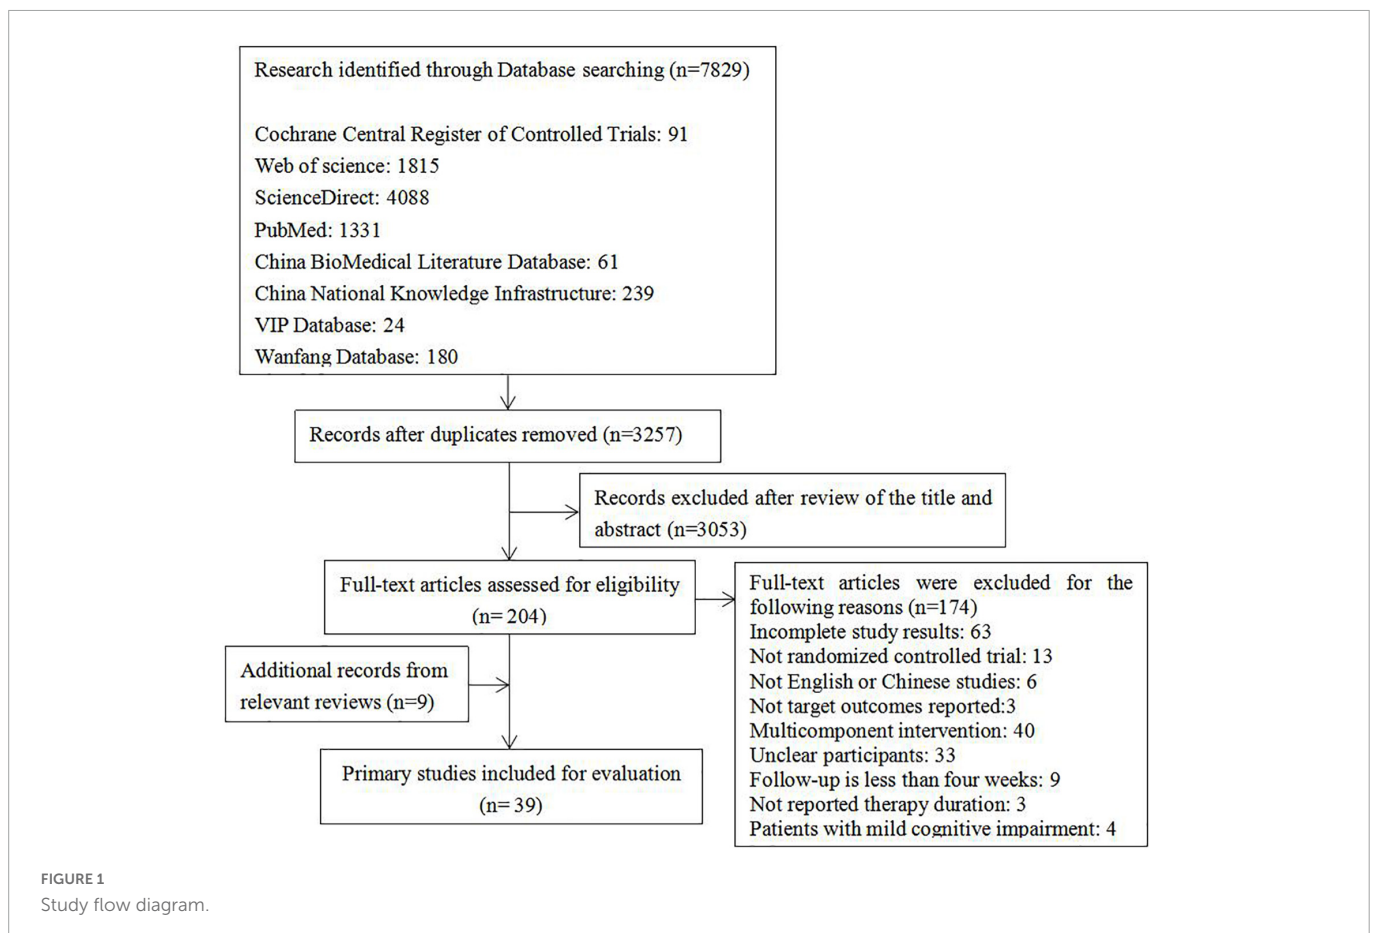 Research identified through Database searching (n=7829)
Cochrane Central Register of Controlled Trials: 91
Web of science: 1815
ScienceDirect: 4088
PubMed: 1331
China BioMedical Literature Database: 61
China National Knowledge Infrastructure: 239
VIP Database: 24
Wanfang Database: 180
Records after duplicates removed (n=3257)
Records excluded after review of the title and
abstract (n=3053)
Full-text articles assessed for eligibility
(n= 204)
Full-text articles were excluded for the
following reasons (n=174)
Incomplete study results: 63
Not randomized controlled trial: 13
Not English or Chinese studies: 6
Not target outcomes reported:3
Multicomponent intervention: 40
Unclear participants: 33
Follow-up is less than four weeks: 9
Not reported therapy duration: 3
Patients with mild cognitive impairment: 4
Additional records from
relevant reviews (n=9)
Primary studies included for evaluation
(n= 39)
FIGURE 1
Study flow diagram.